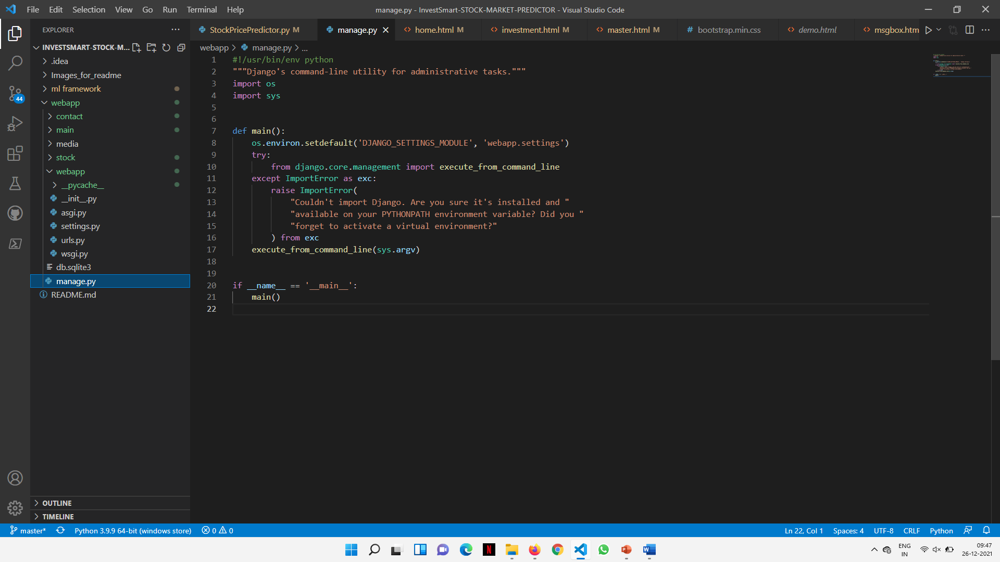 File Edit Selection View Go Run Terminal Help
manage.py - InvestSmart-STOCK-MARKET-PREDICTOR - Visual Studio Code
EXPLORER
StockPricePredictor.py M
manage.py
home.html M
investment.html M
master.html M
bootstrap.min.css
demo.html
msgbox.htm
INVESTSMART-STOCK-M...
.idea
Images_for_readme
ml framework
webapp
contact
main
media
stock
webapp
__pycache__
__init__.py
asgi.py
settings.py
urls.py
wsgi.py
db.sqlite3
manage.py
README.md
44
OUTLINE
TIMELINE
webapp > manage.py > ...
1 #!/usr/bin/env python
2 """Django's command-line utility for administrative tasks."""
3 import os
4 import sys
5
6
7 def main():
8 os.environ.setdefault('DJANGO_SETTINGS_MODULE', 'webapp.settings')
9 try:
10 from django.core.management import execute_from_command_line
11 except ImportError as exc:
12 raise ImportError(
13 "Couldn't import Django. Are you sure it's installed and "
14 "available on your PYTHONPATH environment variable? Did you "
15 "forget to activate a virtual environment?"
16 ) from exc
17 execute_from_command_line(sys.argv)
18
19
20 if __name__ == '__main__':
21 main()
22
master* Python 3.9.9 64-bit (windows store) 0 0
Ln 22, Col 1 Spaces: 4 UTF-8 CRLF Python
ENG
IN
09:47
26-12-2021